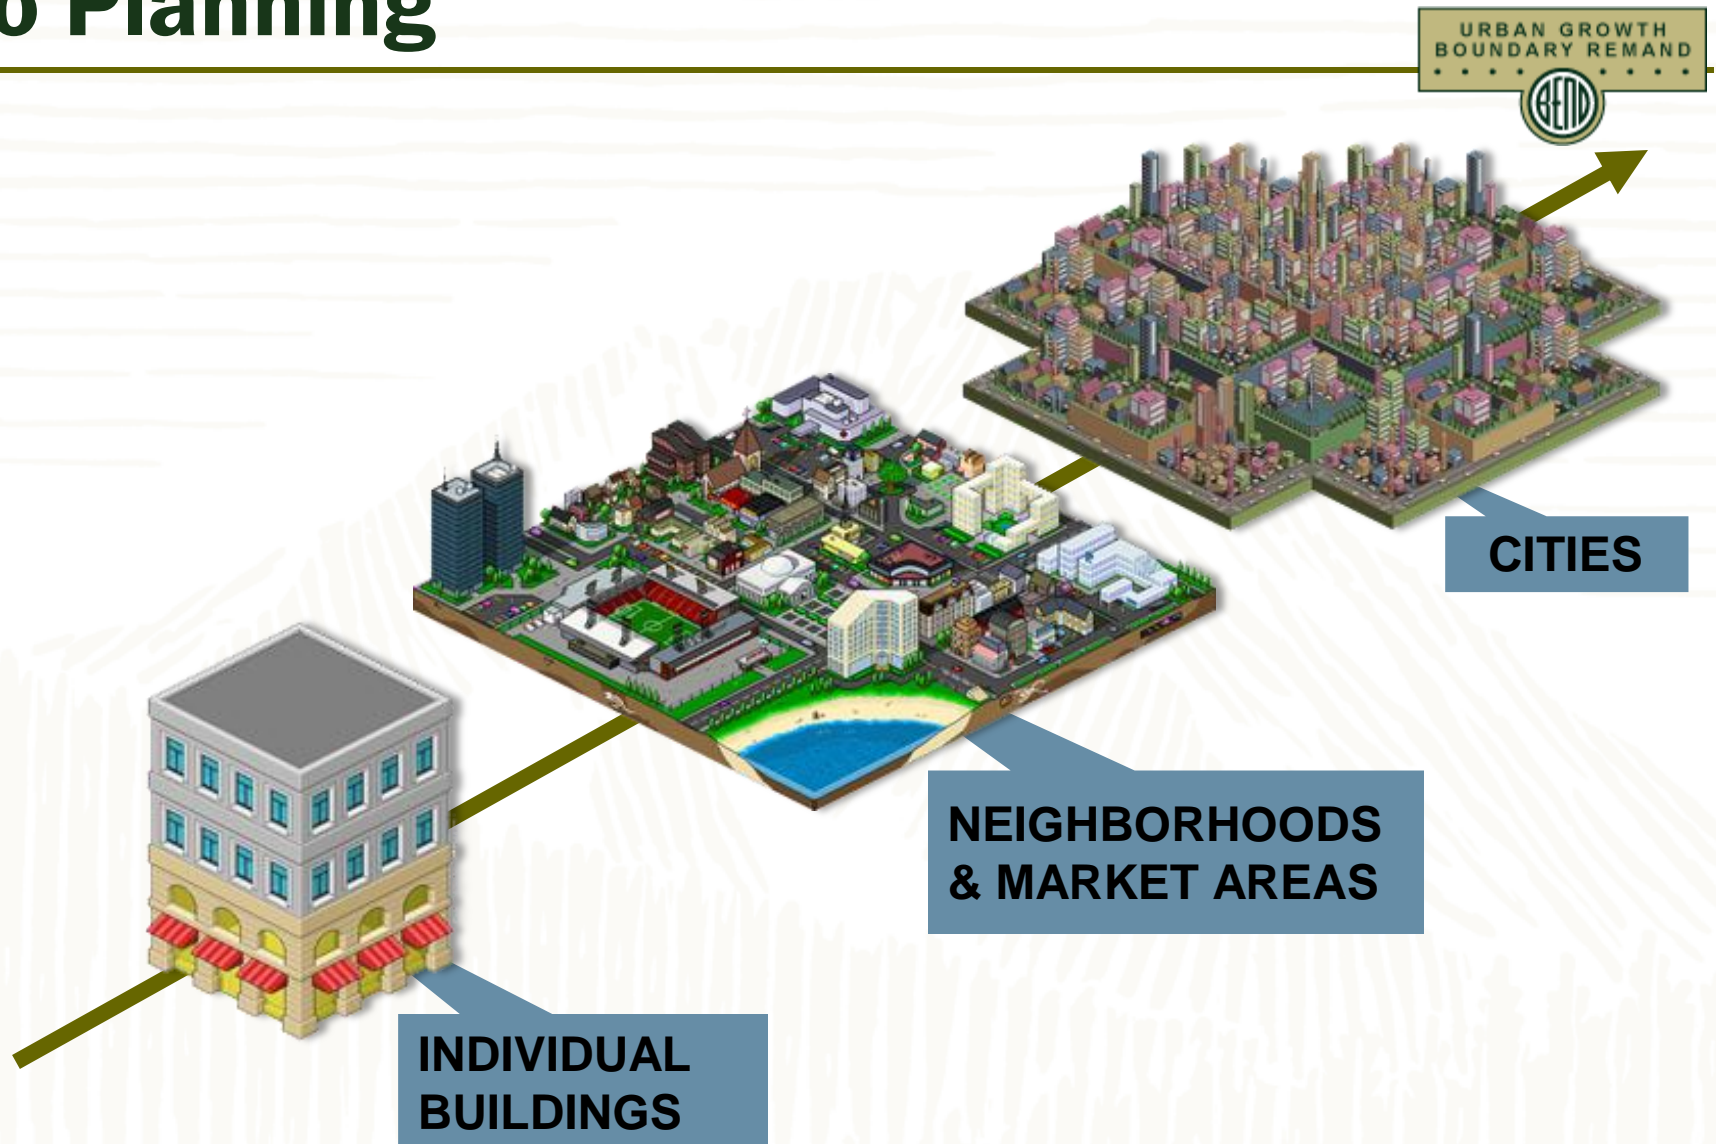 o Planning
URBAN GROWTH
BOUNDARY REMAND
BEND
CITIES
NEIGHBORHOODS
& MARKET AREAS
INDIVIDUAL
BUILDINGS